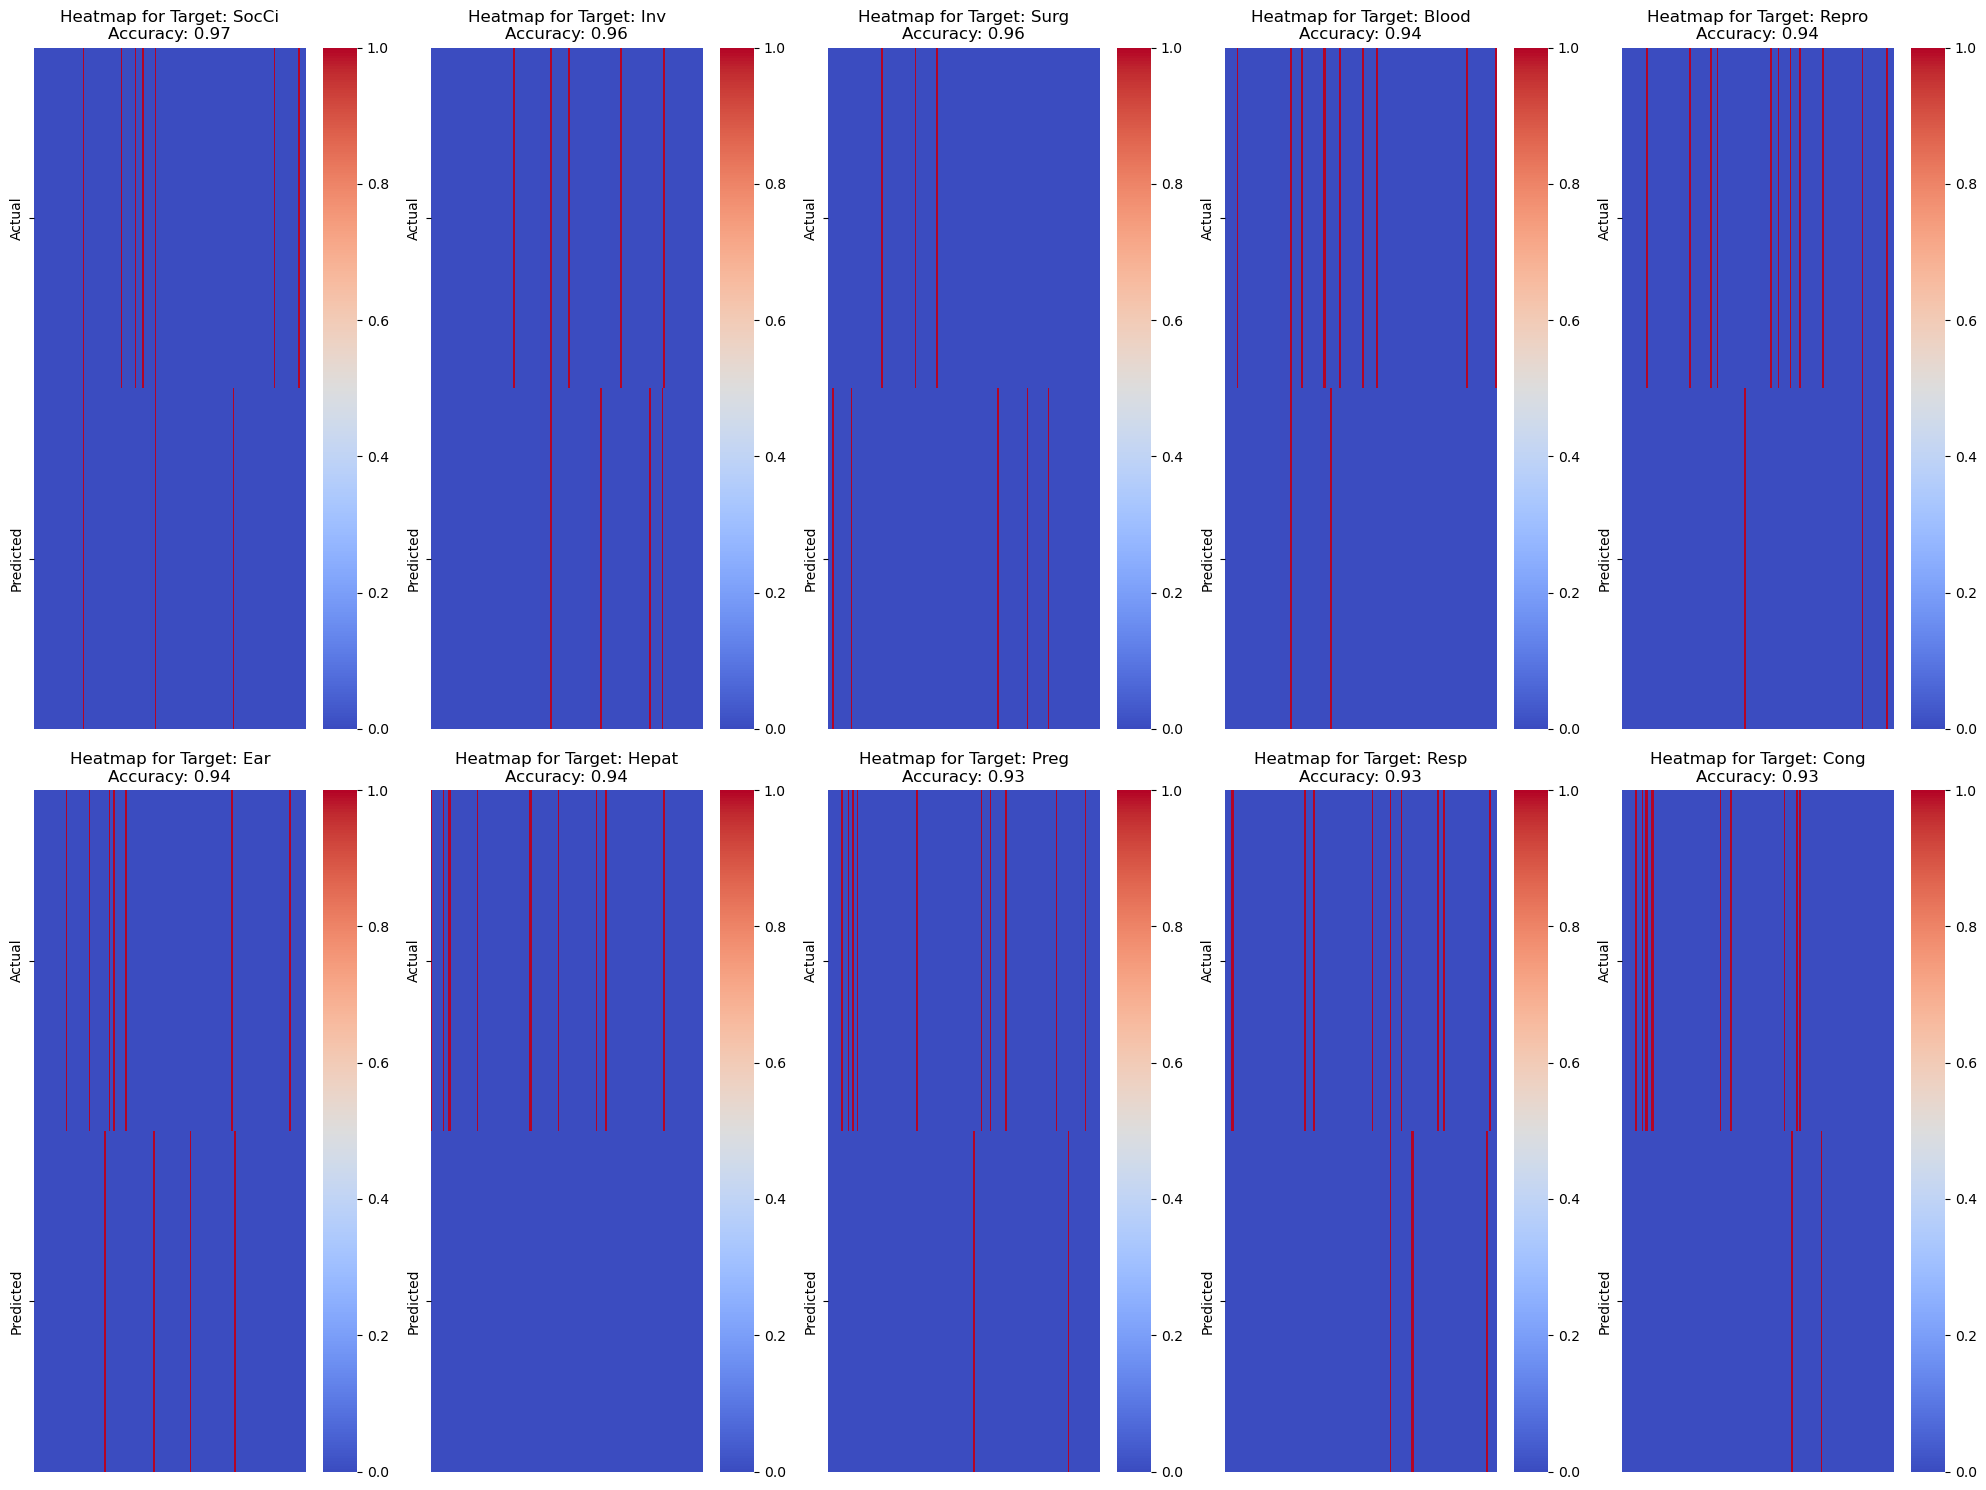 Heatmap for Target: SocCi
Accuracy: 0.97
Actual
Predicted
1.0
0.8
0.6
0.4
0.2
0.0
Heatmap for Target: Inv
Accuracy: 0.96
Actual
Predicted
1.0
0.8
0.6
0.4
0.2
0.0
Heatmap for Target: Surg
Accuracy: 0.96
Actual
Predicted
1.0
0.8
0.6
0.4
0.2
0.0
Heatmap for Target: Blood
Accuracy: 0.94
Actual
Predicted
1.0
0.8
0.6
0.4
0.2
0.0
Heatmap for Target: Repro
Accuracy: 0.94
Actual
Predicted
1.0
0.8
0.6
0.4
0.2
0.0
Heatmap for Target: Ear
Accuracy: 0.94
Actual
Predicted
1.0
0.8
0.6
0.4
0.2
0.0
Heatmap for Target: Hepat
Accuracy: 0.94
Actual
Predicted
1.0
0.8
0.6
0.4
0.2
0.0
Heatmap for Target: Preg
Accuracy: 0.93
Actual
Predicted
1.0
0.8
0.6
0.4
0.2
0.0
Heatmap for Target: Resp
Accuracy: 0.93
Actual
Predicted
1.0
0.8
0.6
0.4
0.2
0.0
Heatmap for Target: Cong
Accuracy: 0.93
Actual
Predicted
1.0
0.8
0.6
0.4
0.2
0.0